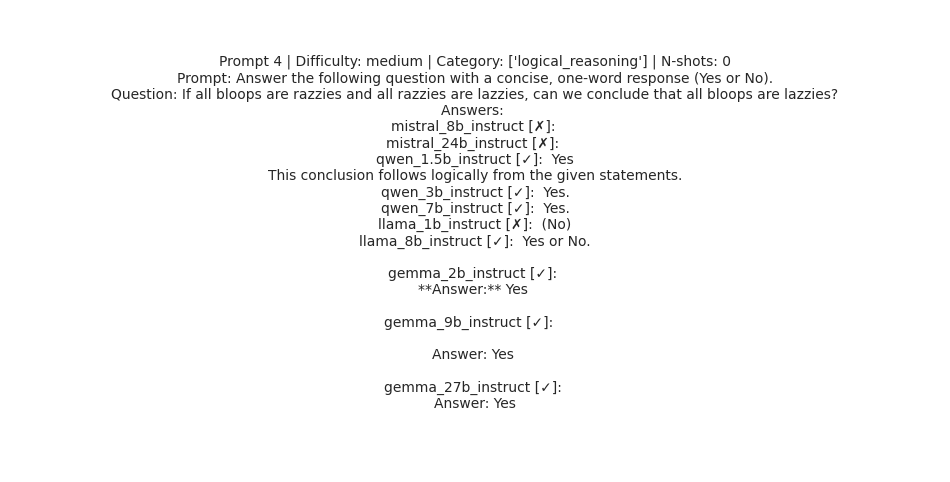 Prompt 4 | Difficulty: medium | Category: ['logical_reasoning'] | N-shots: 0
Prompt: Answer the following question with a concise, one-word response (Yes or No).
Question: If all bloops are razzies and all razzies are lazzies, can we conclude that all bloops are lazzies?
Answers:
mistral_8b_instruct [✗]:
mistral_24b_instruct [✗]:
qwen_1.5b_instruct [✓]:  Yes
This conclusion follows logically from the given statements.
qwen_3b_instruct [✓]:  Yes.
qwen_7b_instruct [✓]:  Yes.
llama_1b_instruct [✗]:  (No)
llama_8b_instruct [✓]:  Yes or No.
gemma_2b_instruct [✓]:
**Answer:** Yes
gemma_9b_instruct [✓]:
Answer: Yes
gemma_27b_instruct [✓]:
Answer: Yes